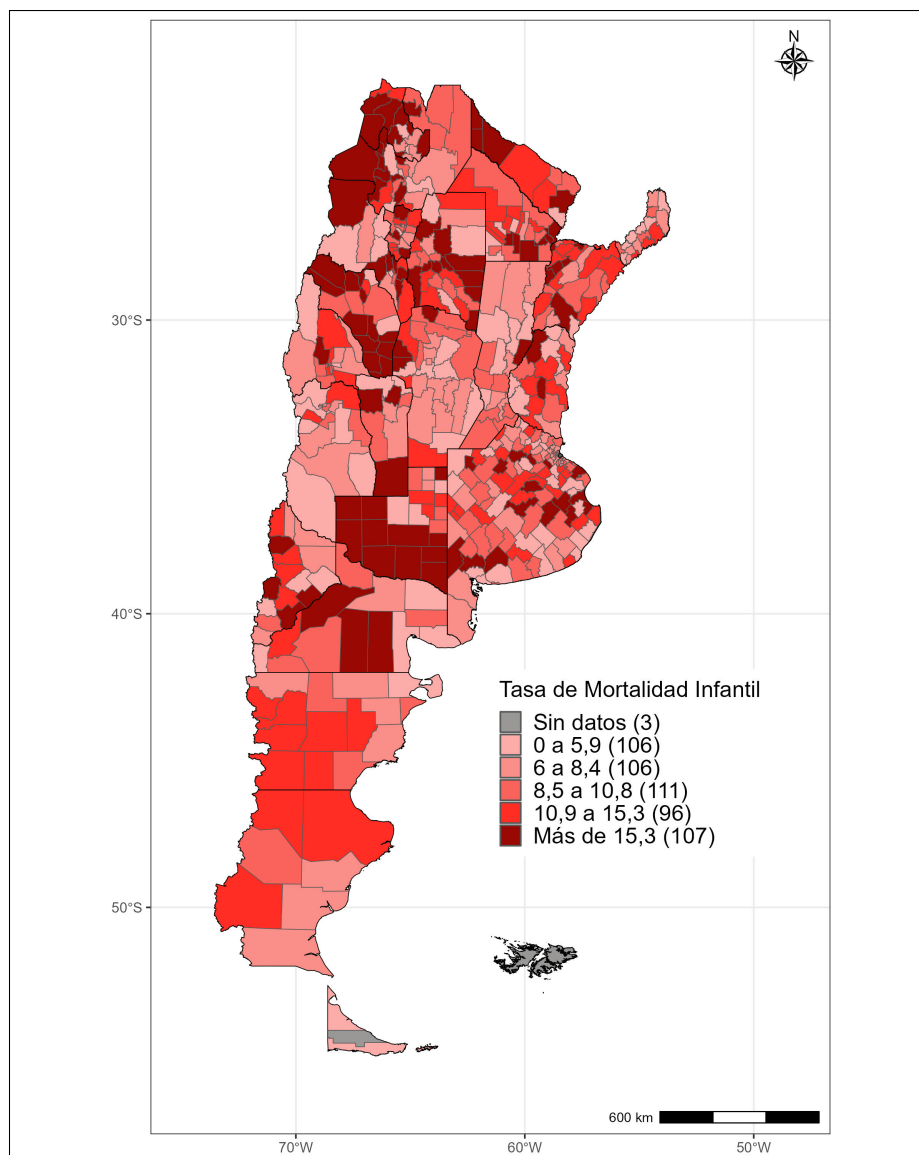 N
30°S
40°S
Tasa de Mortalidad Infantil
Sin datos (3)
0 a 5,9 (106)
6 a 8,4 (106)
8,5 a 10,8 (111)
10,9 a 15,3 (96)
Más de 15,3 (107)
50°S
600 km
70°W
60°W
50°W